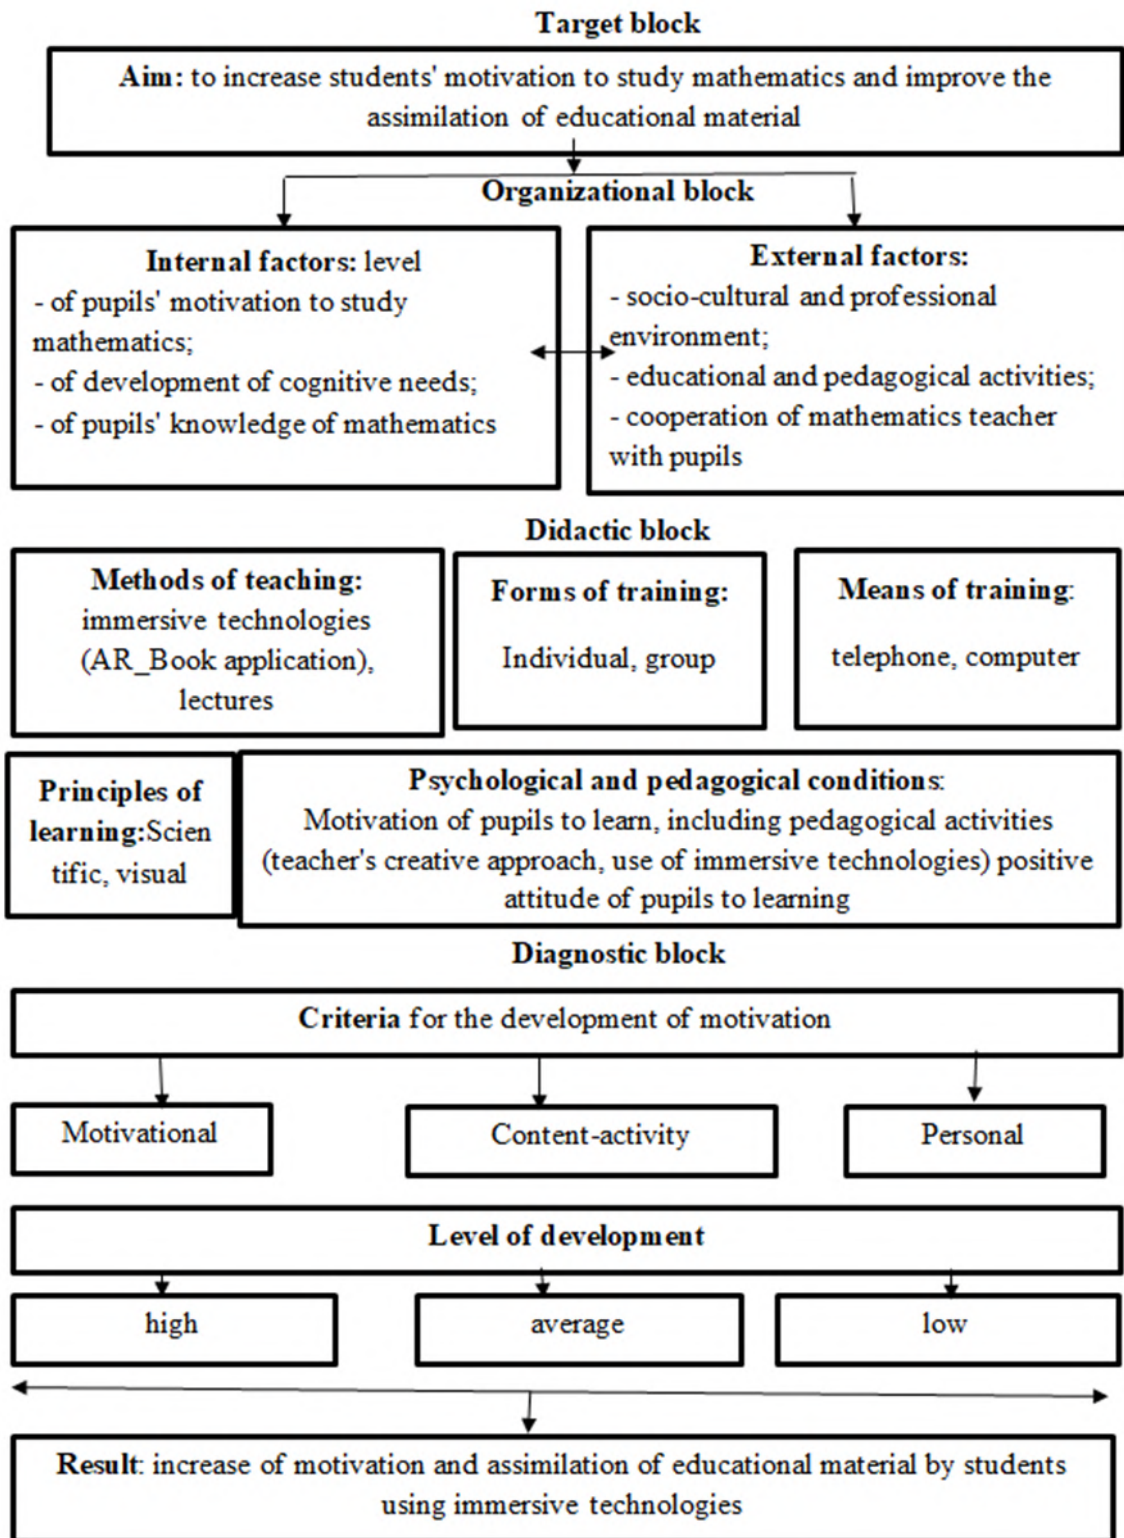 Target block
Aim: to increase students' motivation to study mathematics and improve the
assimilation of educational material
Organizational block
Internal factors: level
- of pupils' motivation to study
mathematics;
- of development of cognitive needs;
- of pupils' knowledge of mathematics
External factors:
- socio-cultural and professional
environment;
- educational and pedagogical activities;
- cooperation of mathematics teacher
with pupils
Didactic block
Methods of teaching:
immersive technologies
(AR_Book application),
lectures
Forms of training:
Individual, group
Means of training:
telephone, computer
Principles of
learning:Scien
tific, visual
Psychological and pedagogical conditions:
Motivation of pupils to learn, including pedagogical activities
(teacher's creative approach, use of immersive technologies) positive
attitude of pupils to learning
Diagnostic block
Criteria for the development of motivation
Motivational
Content-activity
Personal
Level of development
high
average
low
Result: increase of motivation and assimilation of educational material by students
using immersive technologies